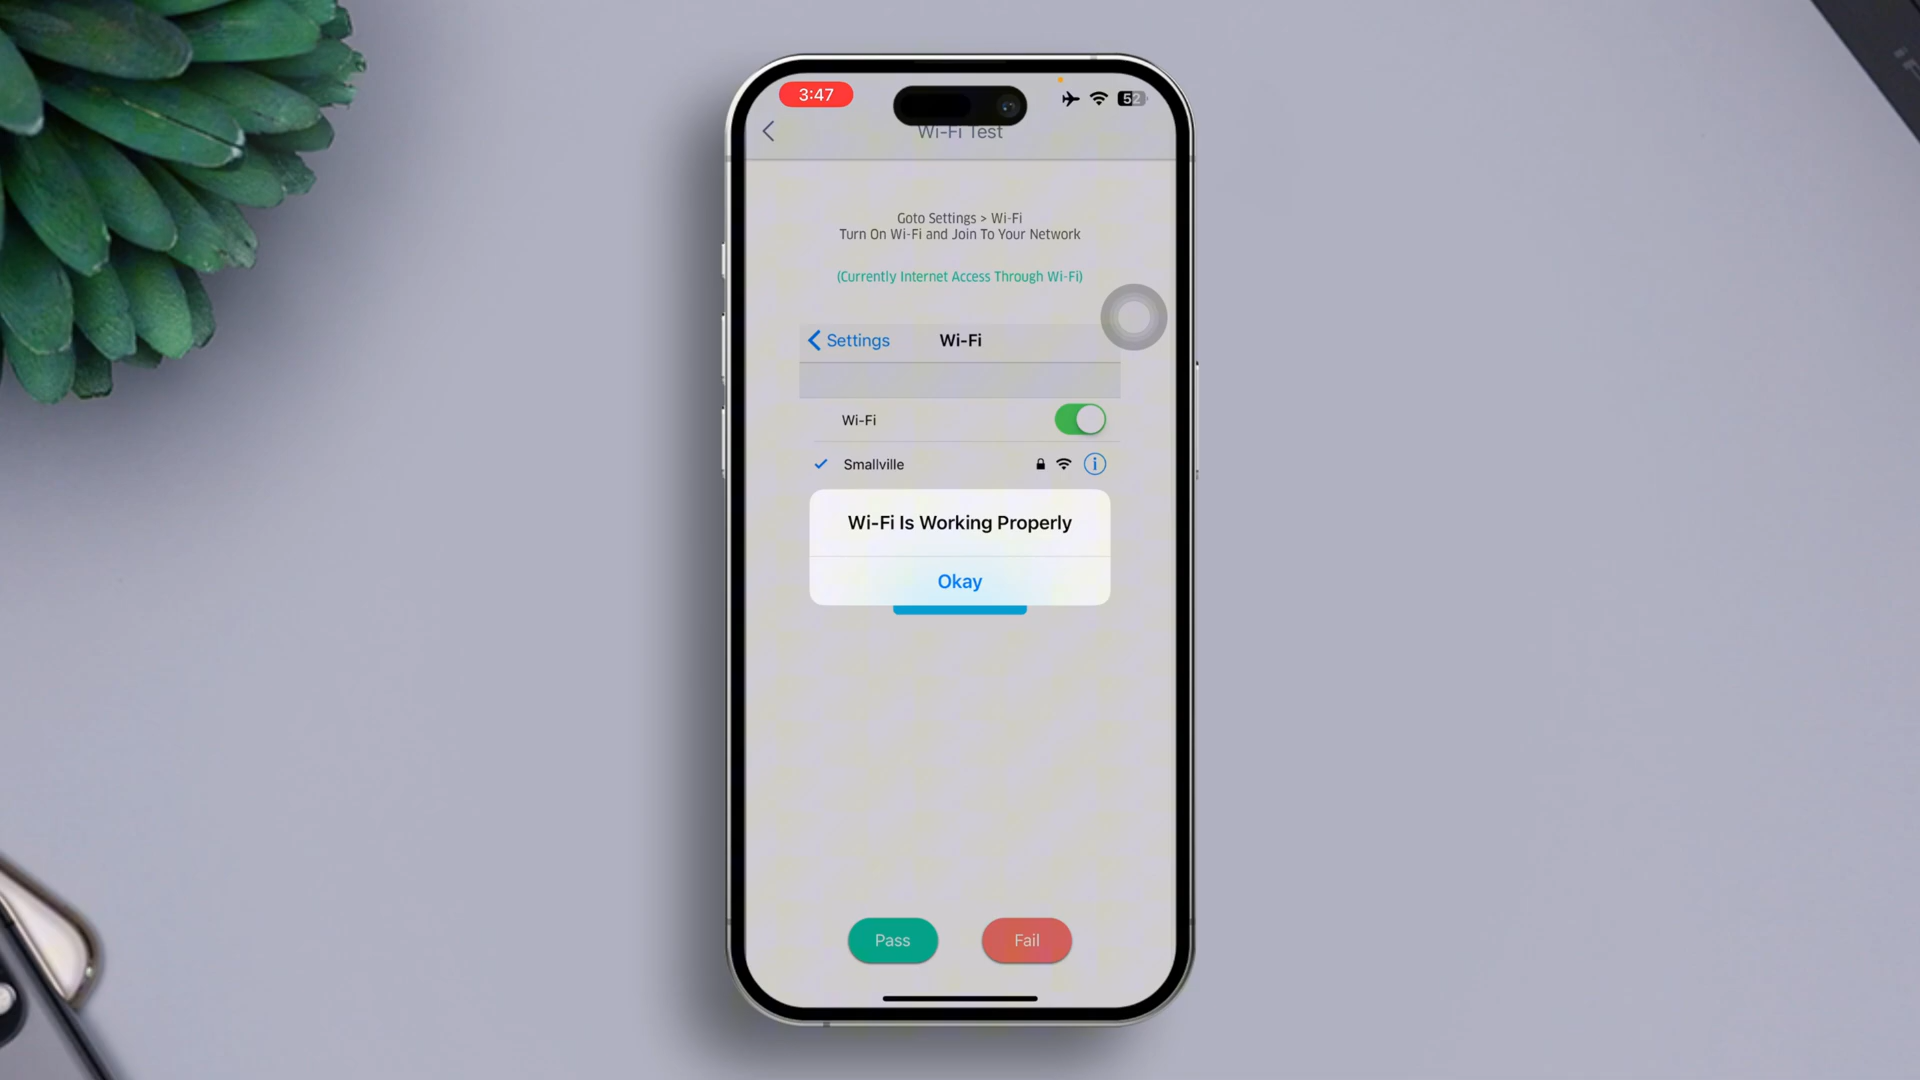 3:47
52
Wi-Fi Test
Goto Settings > Wi-Fi
Turn On Wi-Fi and Join To Your Network
(Currently Internet Access Through Wi-Fi)
Settings
Wi-Fi
Wi-Fi
Smallville
Wi-Fi Is Working Properly
Okay
Pass
Fail